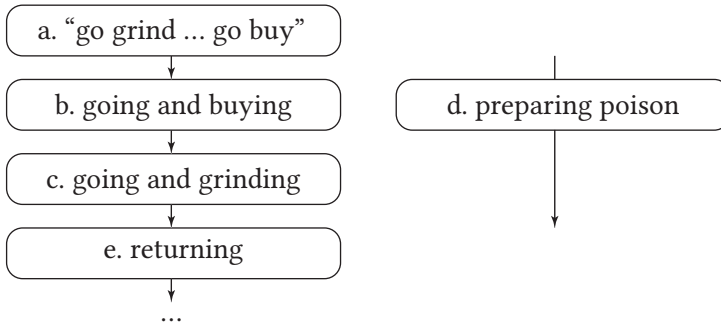 a. “go grind ... go buy”
b. going and buying
d. preparing poison
c. going and grinding
e. returning
...